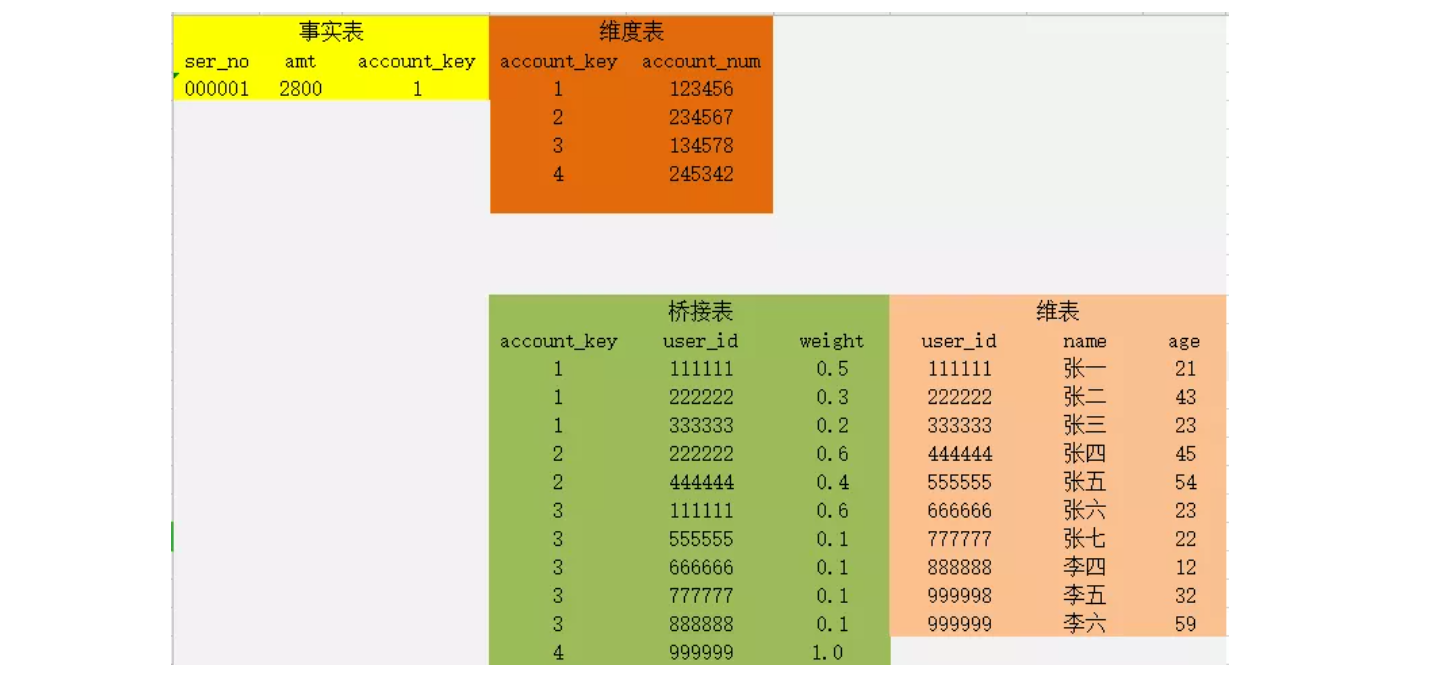 事实表 维度表
ser_no amt account_key account_key account_num
000001 2800 1 1 123456
2 234567
3 134578
4 245342
桥接表 维表
account_key user_id weight user_id name age
1 111111 0.5 111111 张一 21
1 222222 0.3 222222 张二 43
1 333333 0.2 333333 张三 23
2 222222 0.6 444444 张四 45
2 444444 0.4 555555 张五 54
3 111111 0.6 666666 张六 23
3 555555 0.1 777777 张七 22
3 666666 0.1 888888 李四 12
3 777777 0.1 999998 李五 32
3 888888 0.1 999999 李六 59
4 999999 1.0